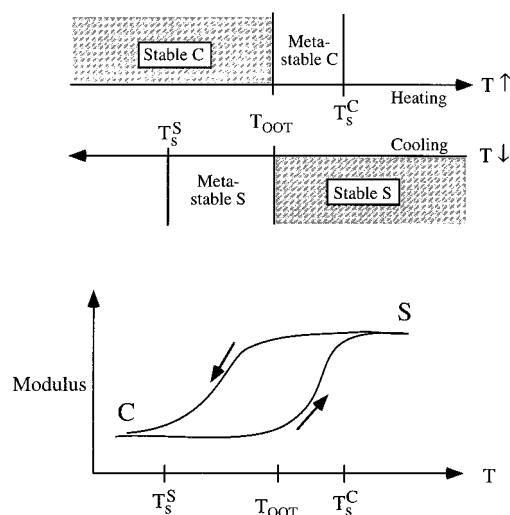 Stable C
Meta-
stable C
T ↑
Heating
T_s^S
T_OOT
T_s^C
Cooling
T ↓
Meta-
stable S
Stable S
S
Modulus
C
T
T_s^S
T_OOT
T_s^C